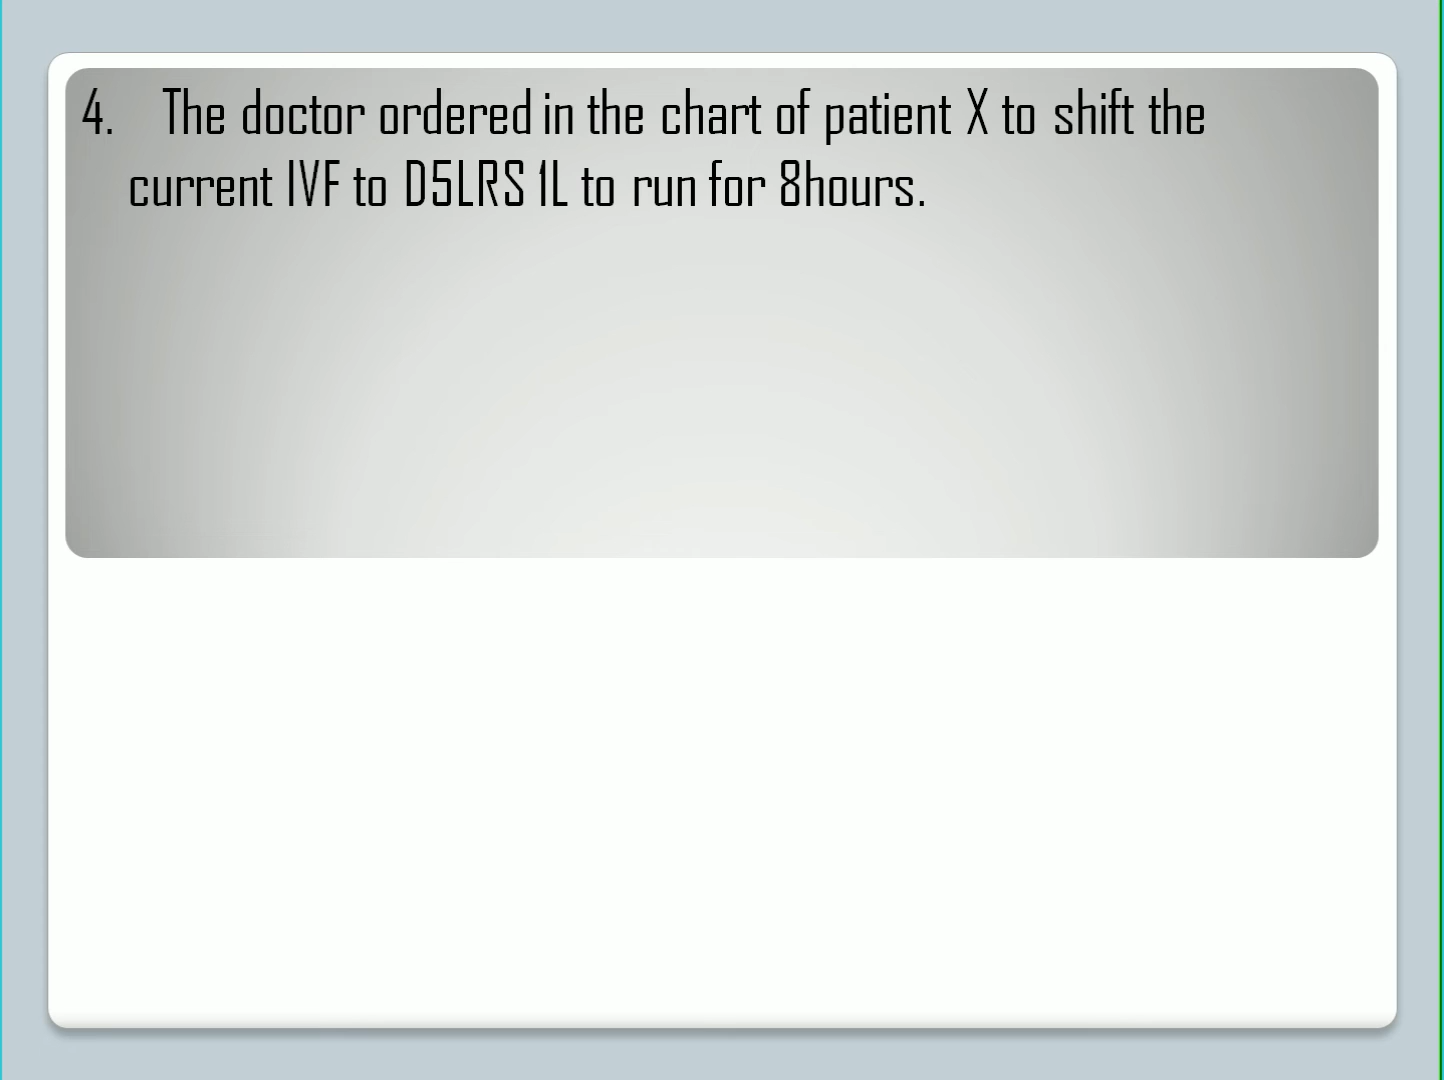 4. The doctor ordered in the chart of patient X to shift the
current IVF to D5LRS 1L to run for 8hours.